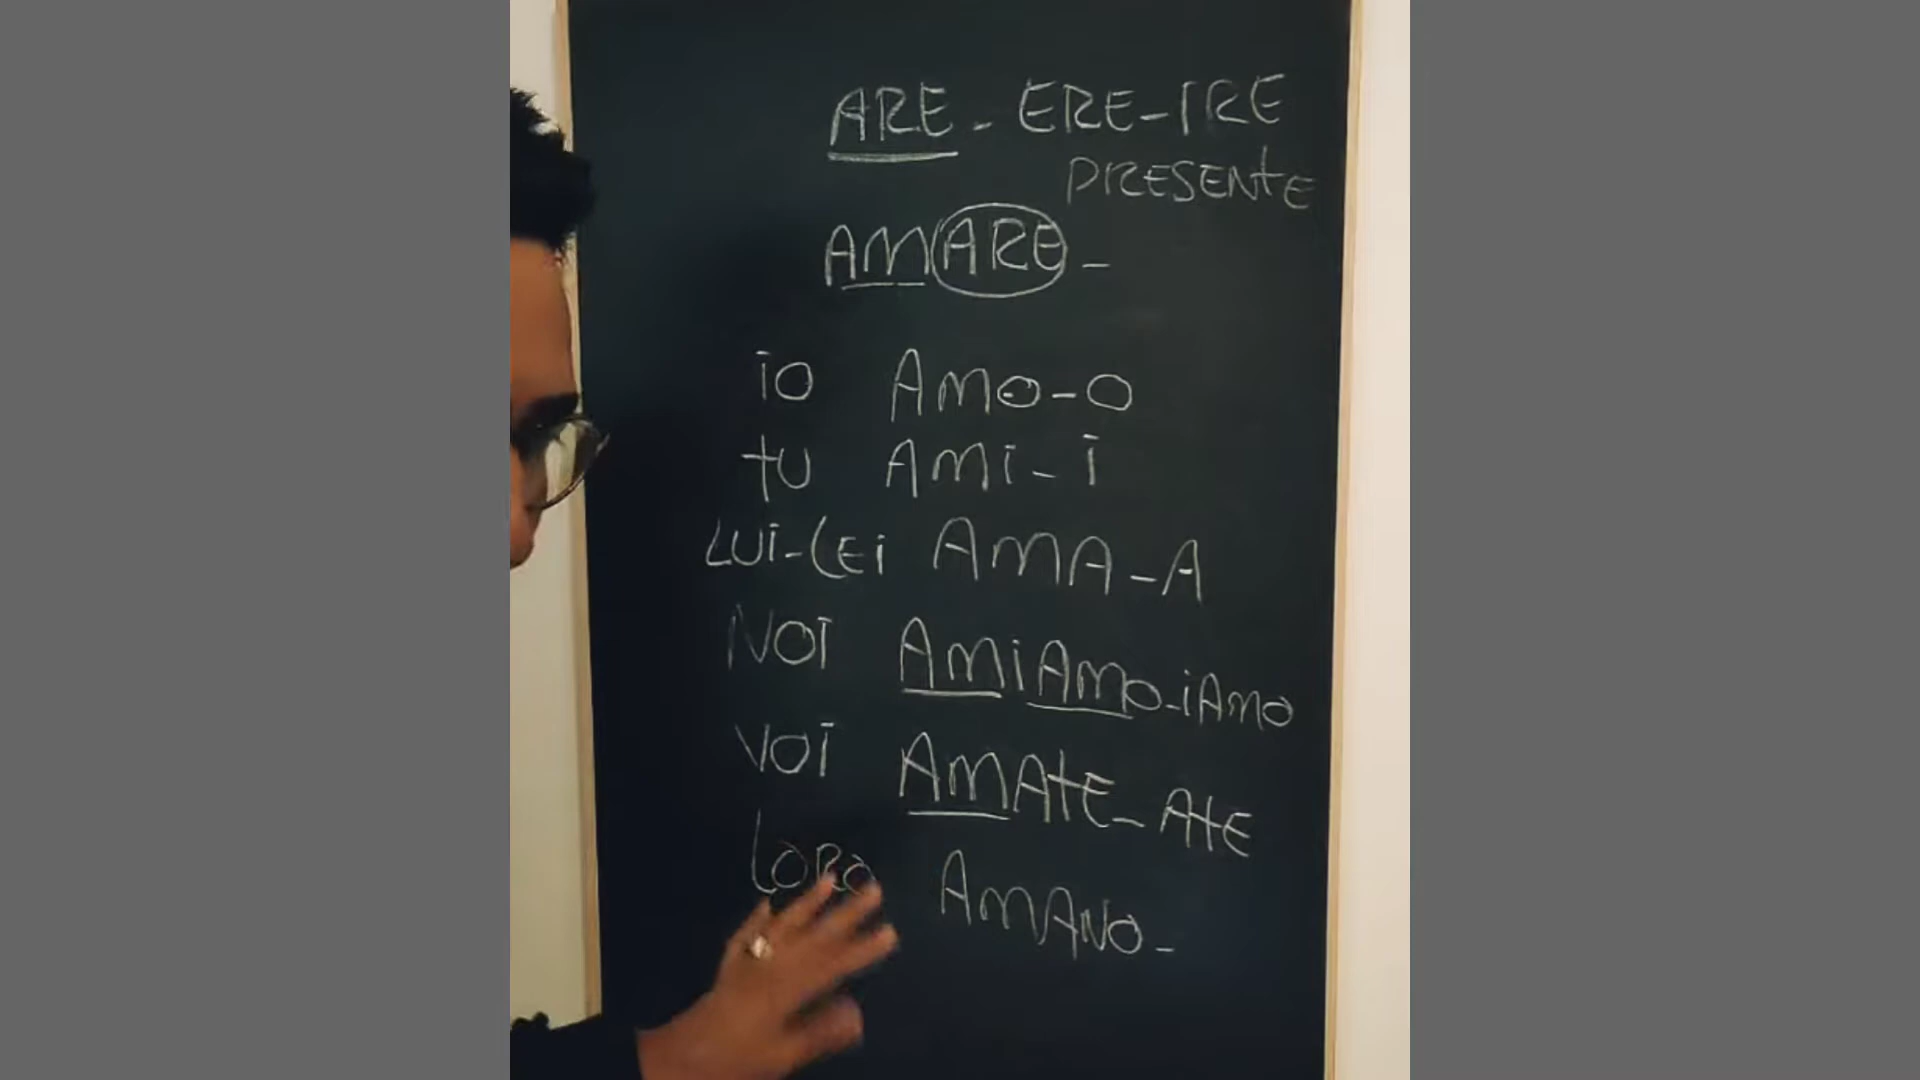 ARE - ERE - IRE
PRESENTE
AMARE -
io AMO - O
tU AMi - i
LUi - LEi AMA - A
NOi AMiAMO - iAMO
VOi AMAtE - AtE
LORO AMANO -